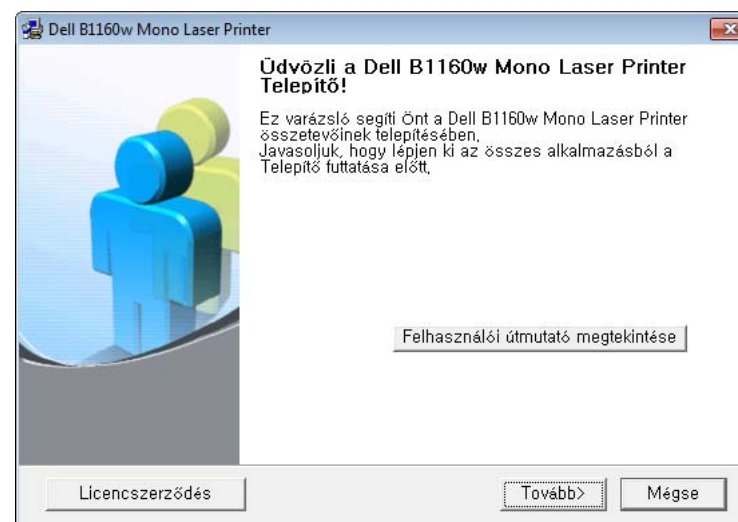 Dell B1160w Mono Laser Printer
Üdvözli a Dell B1160w Mono Laser Printer
Telepítő!
Ez varázsló segíti Önt a Dell B1160w Mono Laser Printer
összetevőinek telepítésében,
Javasoljuk, hogy lépjen ki az összes alkalmazásból a
Telepítő futtatása előtt,
Felhasználói útmutató megtekintése
Licencszerződés
Tovább>
Mégse